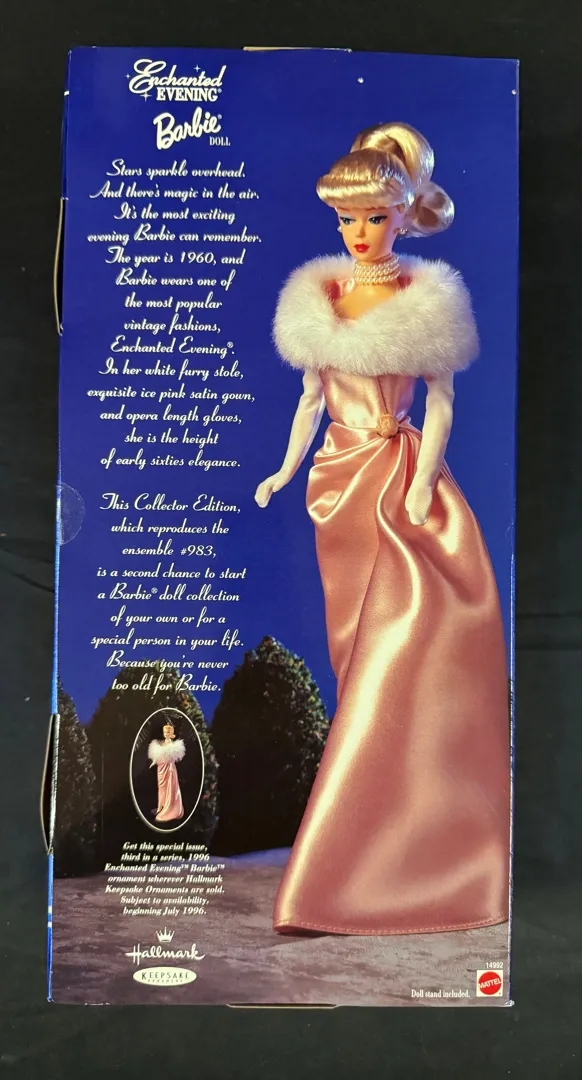 Enchanted
EVENING®
Barbie®
DOLL
Stars sparkle overhead.
And there's magic in the air.
It's the most exciting
evening Barbie can remember.
The year is 1960, and
Barbie wears one of
the most popular
vintage fashions,
Enchanted Evening®.
In her white furry stole,
exquisite ice pink satin gown,
and opera length gloves,
she is the height
of early sixties elegance.
This Collector Edition,
which reproduces the
ensemble #983,
is a second chance to start
a Barbie® doll collection
of your own or for a
special person in your life.
Because you're never
too old for Barbie.
Get this special issue,
third in a series, 1996
Enchanted Evening™ Barbie™
ornament wherever Hallmark
Keepsake Ornaments are sold.
Subject to availability,
beginning July 1996.
Hallmark
KEEPSAKE
ORNAMENT
14992
Doll stand included.
MATTEL